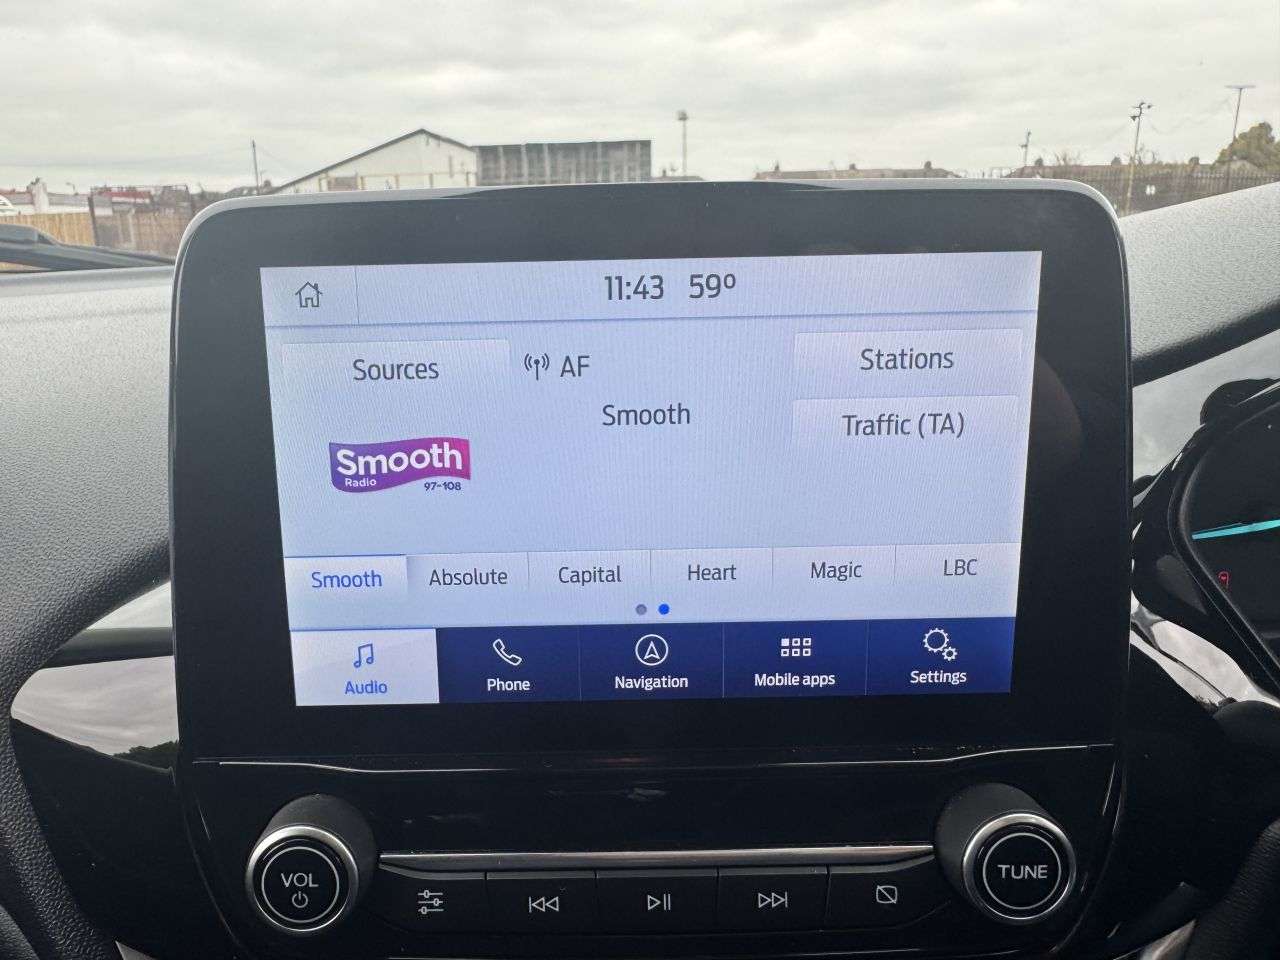 11:43 59°
Sources
AF
Stations
Smooth
Traffic (TA)
Smooth
Radio
97-108
Smooth
Absolute
Capital
Heart
Magic
LBC
Audio
Phone
Navigation
Mobile apps
Settings
VOL
TUNE